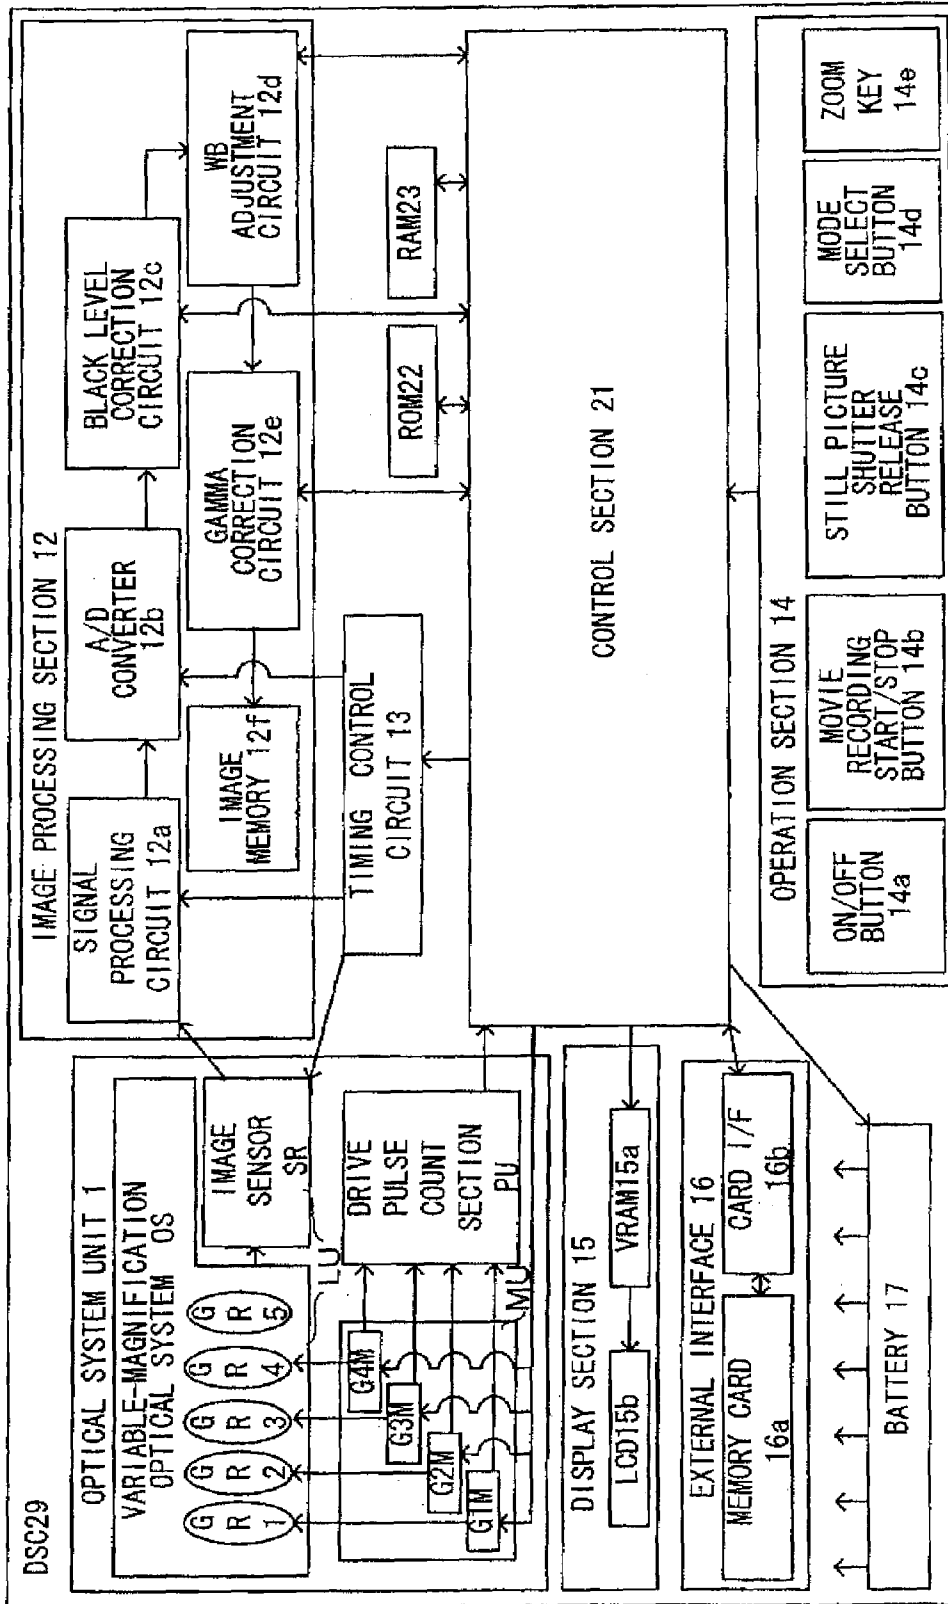 DSC29
OPTICAL SYSTEM UNIT 1
VARIABLE-MAGNIFICATION
OPTICAL SYSTEM OS
G
R
1
G
R
2
G
R
3
G
R
4
G
R
5
IMAGE
SENSOR
SR
LU
G1M
G2M
G3M
G4M
MU
DRIVE
PULSE
COUNT
SECTION
PU
IMAGE PROCESSING SECTION 12
SIGNAL
PROCESSING
CIRCUIT 12a
A/D
CONVERTER
12b
BLACK LEVEL
CORRECTION
CIRCUIT 12c
WB
ADJUSTMENT
CIRCUIT 12d
GAMMA
CORRECTION
CIRCUIT 12e
IMAGE
MEMORY 12f
TIMING CONTROL
CIRCUIT 13
ROM22
RAM23
CONTROL SECTION 21
DISPLAY SECTION 15
LCD15b
VRAM15a
EXTERNAL INTERFACE 16
MEMORY CARD
16a
CARD I/F
16b
BATTERY 17
OPERATION SECTION 14
ON/OFF
BUTTON
14a
MOVIE
RECORDING
START/STOP
BUTTON 14b
STILL PICTURE
SHUTTER
RELEASE
BUTTON 14c
MODE
SELECT
BUTTON
14d
ZOOM
KEY
14e